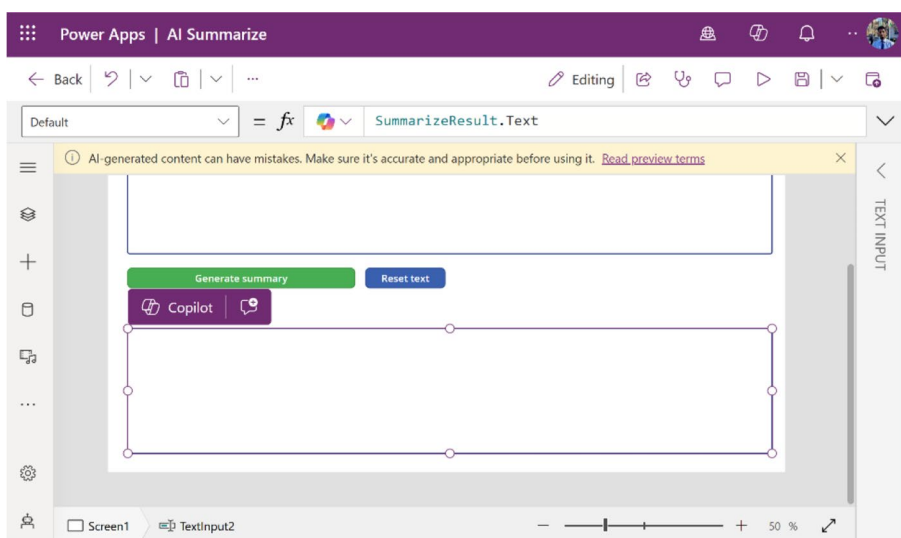 Power Apps | AI Summarize
Back
Editing
Default
= fx
SummarizeResult.Text
AI-generated content can have mistakes. Make sure it's accurate and appropriate before using it. Read preview terms
TEXT INPUT
Generate summary
Reset text
Copilot
Screen1
TextInput2
50 %